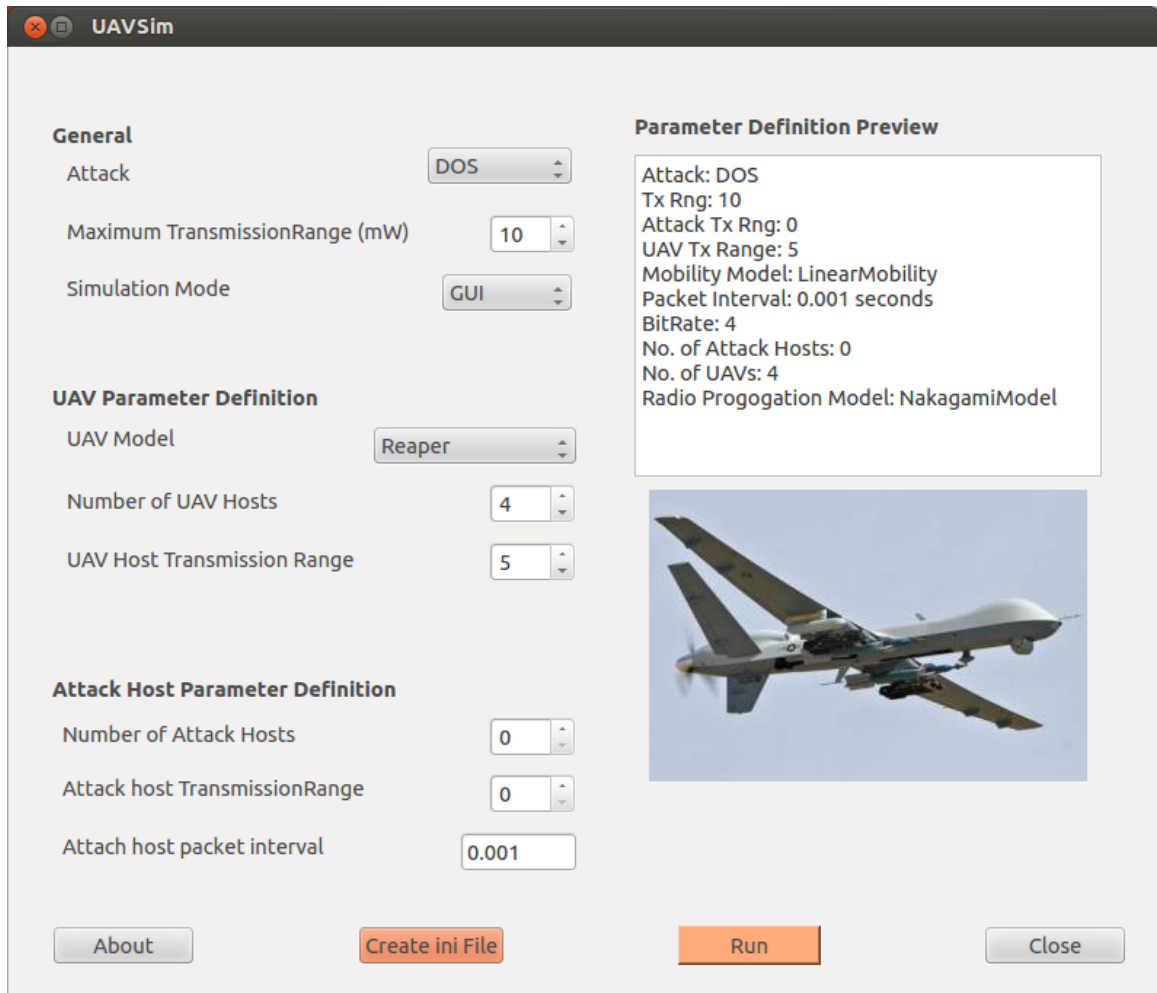 UAVSim
General
Attack DOS
Maximum TransmissionRange (mW) 10
Simulation Mode GUI
UAV Parameter Definition
UAV Model Reaper
Number of UAV Hosts 4
UAV Host Transmission Range 5
Attack Host Parameter Definition
Number of Attack Hosts 0
Attack host TransmissionRange 0
Attach host packet interval 0.001
Parameter Definition Preview
Attack: DOS
Tx Rng: 10
Attack Tx Rng: 0
UAV Tx Range: 5
Mobility Model: LinearMobility
Packet Interval: 0.001 seconds
BitRate: 4
No. of Attack Hosts: 0
No. of UAVs: 4
Radio Progogation Model: NakagamiModel
About Create ini File Run Close